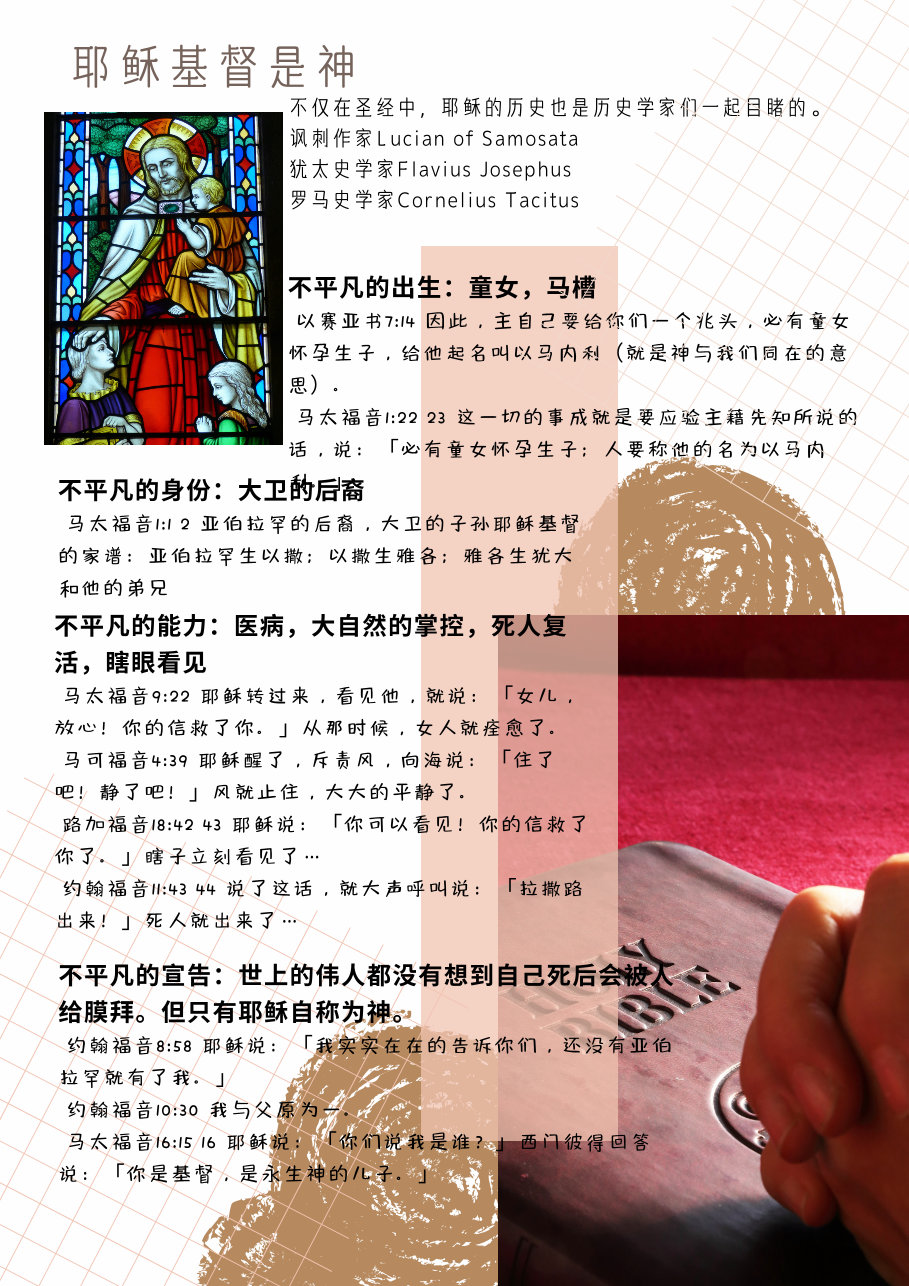 耶稣基督是神
不仅在圣经中，耶稣的历史也是历史学家们一起目睹的。
讽刺作家Lucian of Samosata
犹太史学家Flavius Josephus
罗马史学家Cornelius Tacitus
不平凡的出生：童女，马槽
以赛亚书7:14 因此，主自己要给你们一个兆头，必有童女
怀孕生子，给他起名叫以马内利（就是神与我们同在的意
思）。
马太福音1:22 23 这一切的事成就是要应验主藉先知所说的
话，说：「必有童女怀孕生子；人要称他的名为以马内
利。」
不平凡的身份：大卫的后裔
马太福音1:1 2 亚伯拉罕的后裔，大卫的子孙耶稣基督
的家谱：亚伯拉罕生以撒；以撒生雅各；雅各生犹大
和他的弟兄
不平凡的能力：医病，大自然的掌控，死人复
活，瞎眼看见
马太福音9:22 耶稣转过来，看见他，就说：「女儿，
放心！你的信救了你。」从那时候，女人就痊愈了。
马可福音4:39 耶稣醒了，斥责风，向海说：「住了
吧！静了吧！」风就止住，大大的平静了。
路加福音18:42 43 耶稣说：「你可以看见！你的信救了
你了。」瞎子立刻看见了…
约翰福音11:43 44 说了这话，就大声呼叫说：「拉撒路
出来！」死人就出来了…
不平凡的宣告：世上的伟人都没有想到自己死后会被人
给膜拜。但只有耶稣自称为神。
约翰福音8:58 耶稣说：「我实实在在的告诉你们，还没有亚伯
拉罕就有了我。」
约翰福音10:30 我与父原为一。
马太福音16:15 16 耶稣说：「你们说我是谁？」西门彼得回答
说：「你是基督，是永生神的儿子。」
HOLY
BIBLE